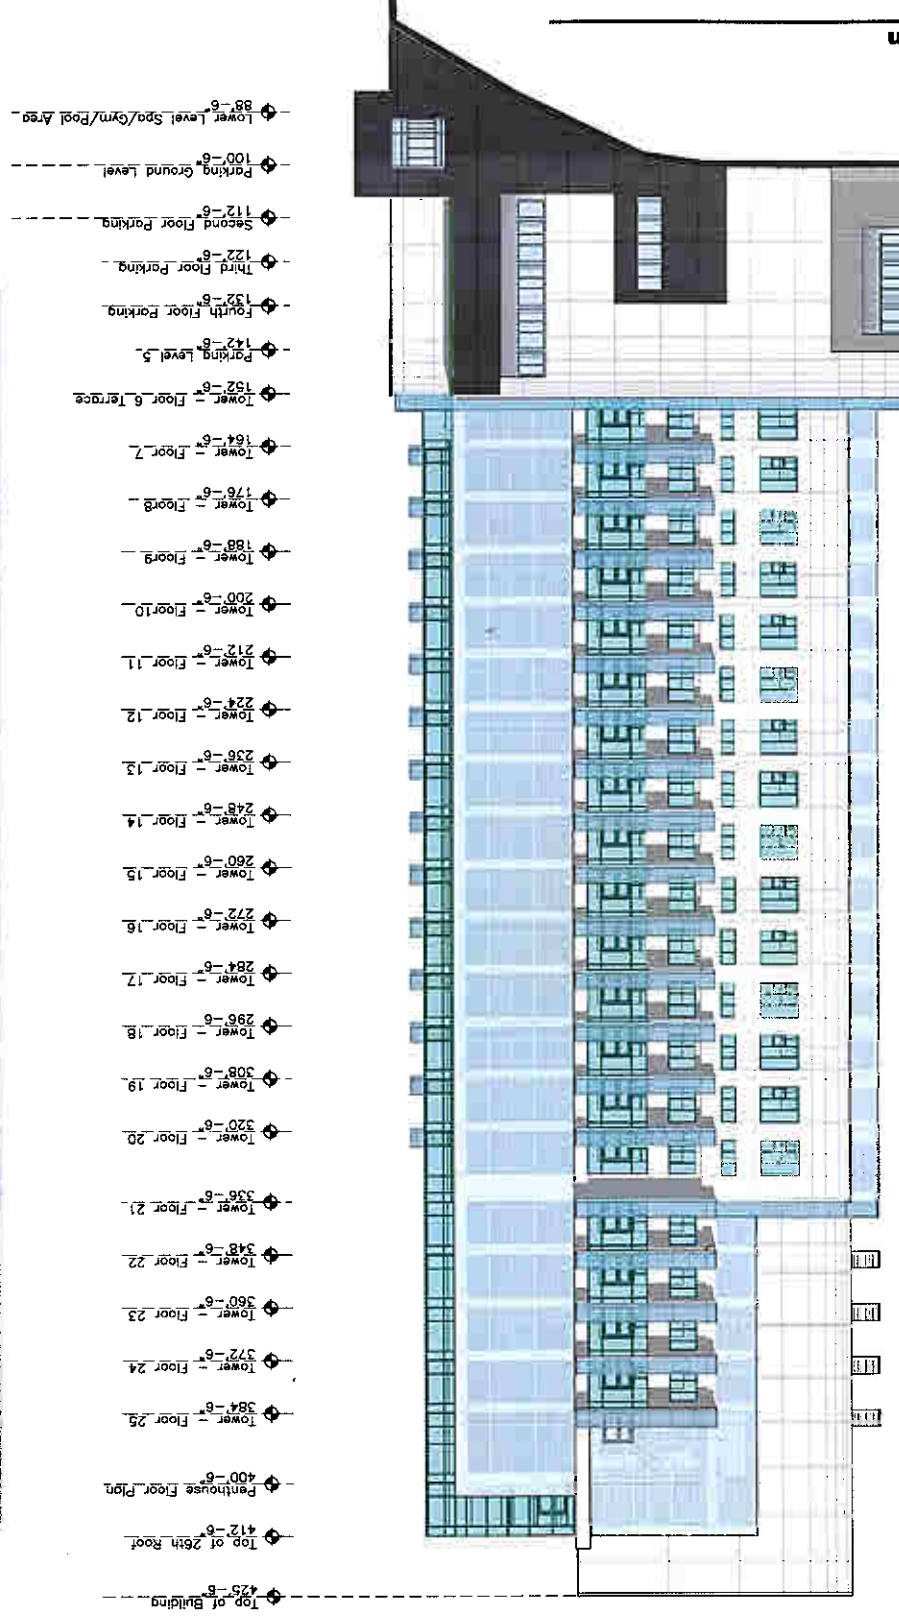 Top of Building
425'-6"
Top of 26th Roof
412'-6"
Penthouse Floor Plan
400'-6"
Tower - Floor 25
384'-6"
Tower - Floor 24
372'-6"
Tower - Floor 23
360'-6"
Tower - Floor 22
348'-6"
Tower - Floor 21
336'-6"
Tower - Floor 20
320'-6"
Tower - Floor 19
308'-6"
Tower - Floor 18
296'-6"
Tower - Floor 17
284'-6"
Tower - Floor 16
272'-6"
Tower - Floor 15
260'-6"
Tower - Floor 14
248'-6"
Tower - Floor 13
236'-6"
Tower - Floor 12
224'-6"
Tower - Floor 11
212'-6"
Tower - Floor10
200'-6"
Tower - Floor9
188'-6"
Tower - Floor8
176'-6"
Tower - Floor 7
164'-6"
Tower - Floor 6 Terrace
152'-6"
Parking Level 5
142'-6"
Fourth Floor Parking
132'-6"
Third Floor Parking
122'-6"
Second Floor Parking
112'-6"
Parking Ground Level
100'-6"
Lower Level Spa/Gym/Pool Area
88'-6"
n